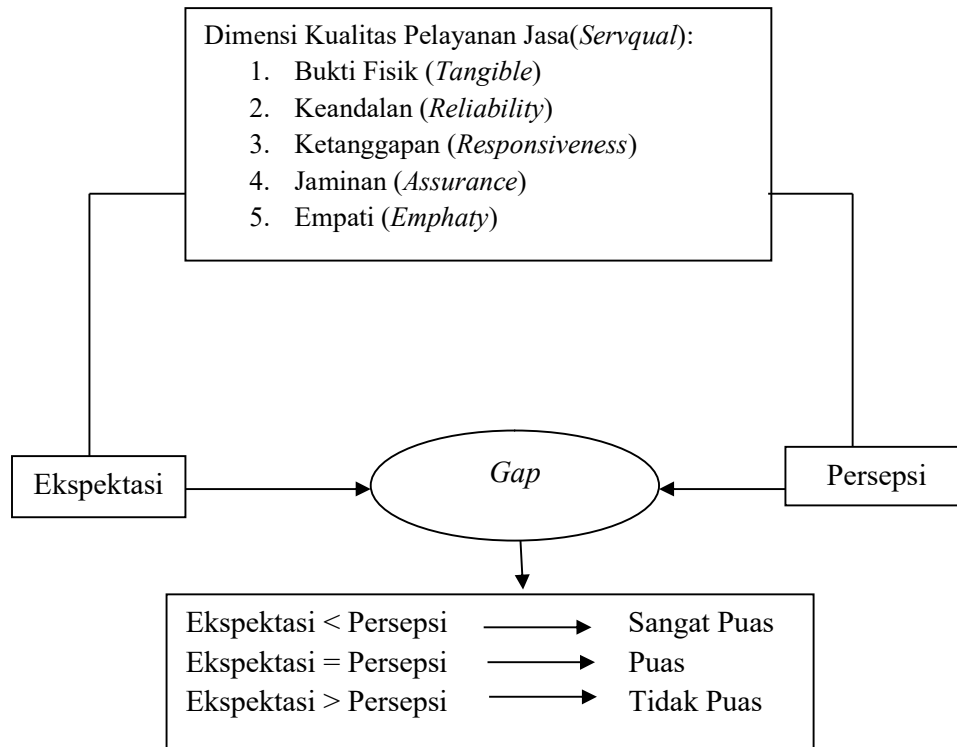 Dimensi Kualitas Pelayanan Jasa(Servqual):
1. Bukti Fisik (Tangible)
2. Keandalan (Reliability)
3. Ketanggapan (Responsiveness)
4. Jaminan (Assurance)
5. Empati (Emphaty)
Ekspektasi
Gap
Persepsi
Ekspektasi < Persepsi Sangat Puas
Ekspektasi = Persepsi Puas
Ekspektasi > Persepsi Tidak Puas